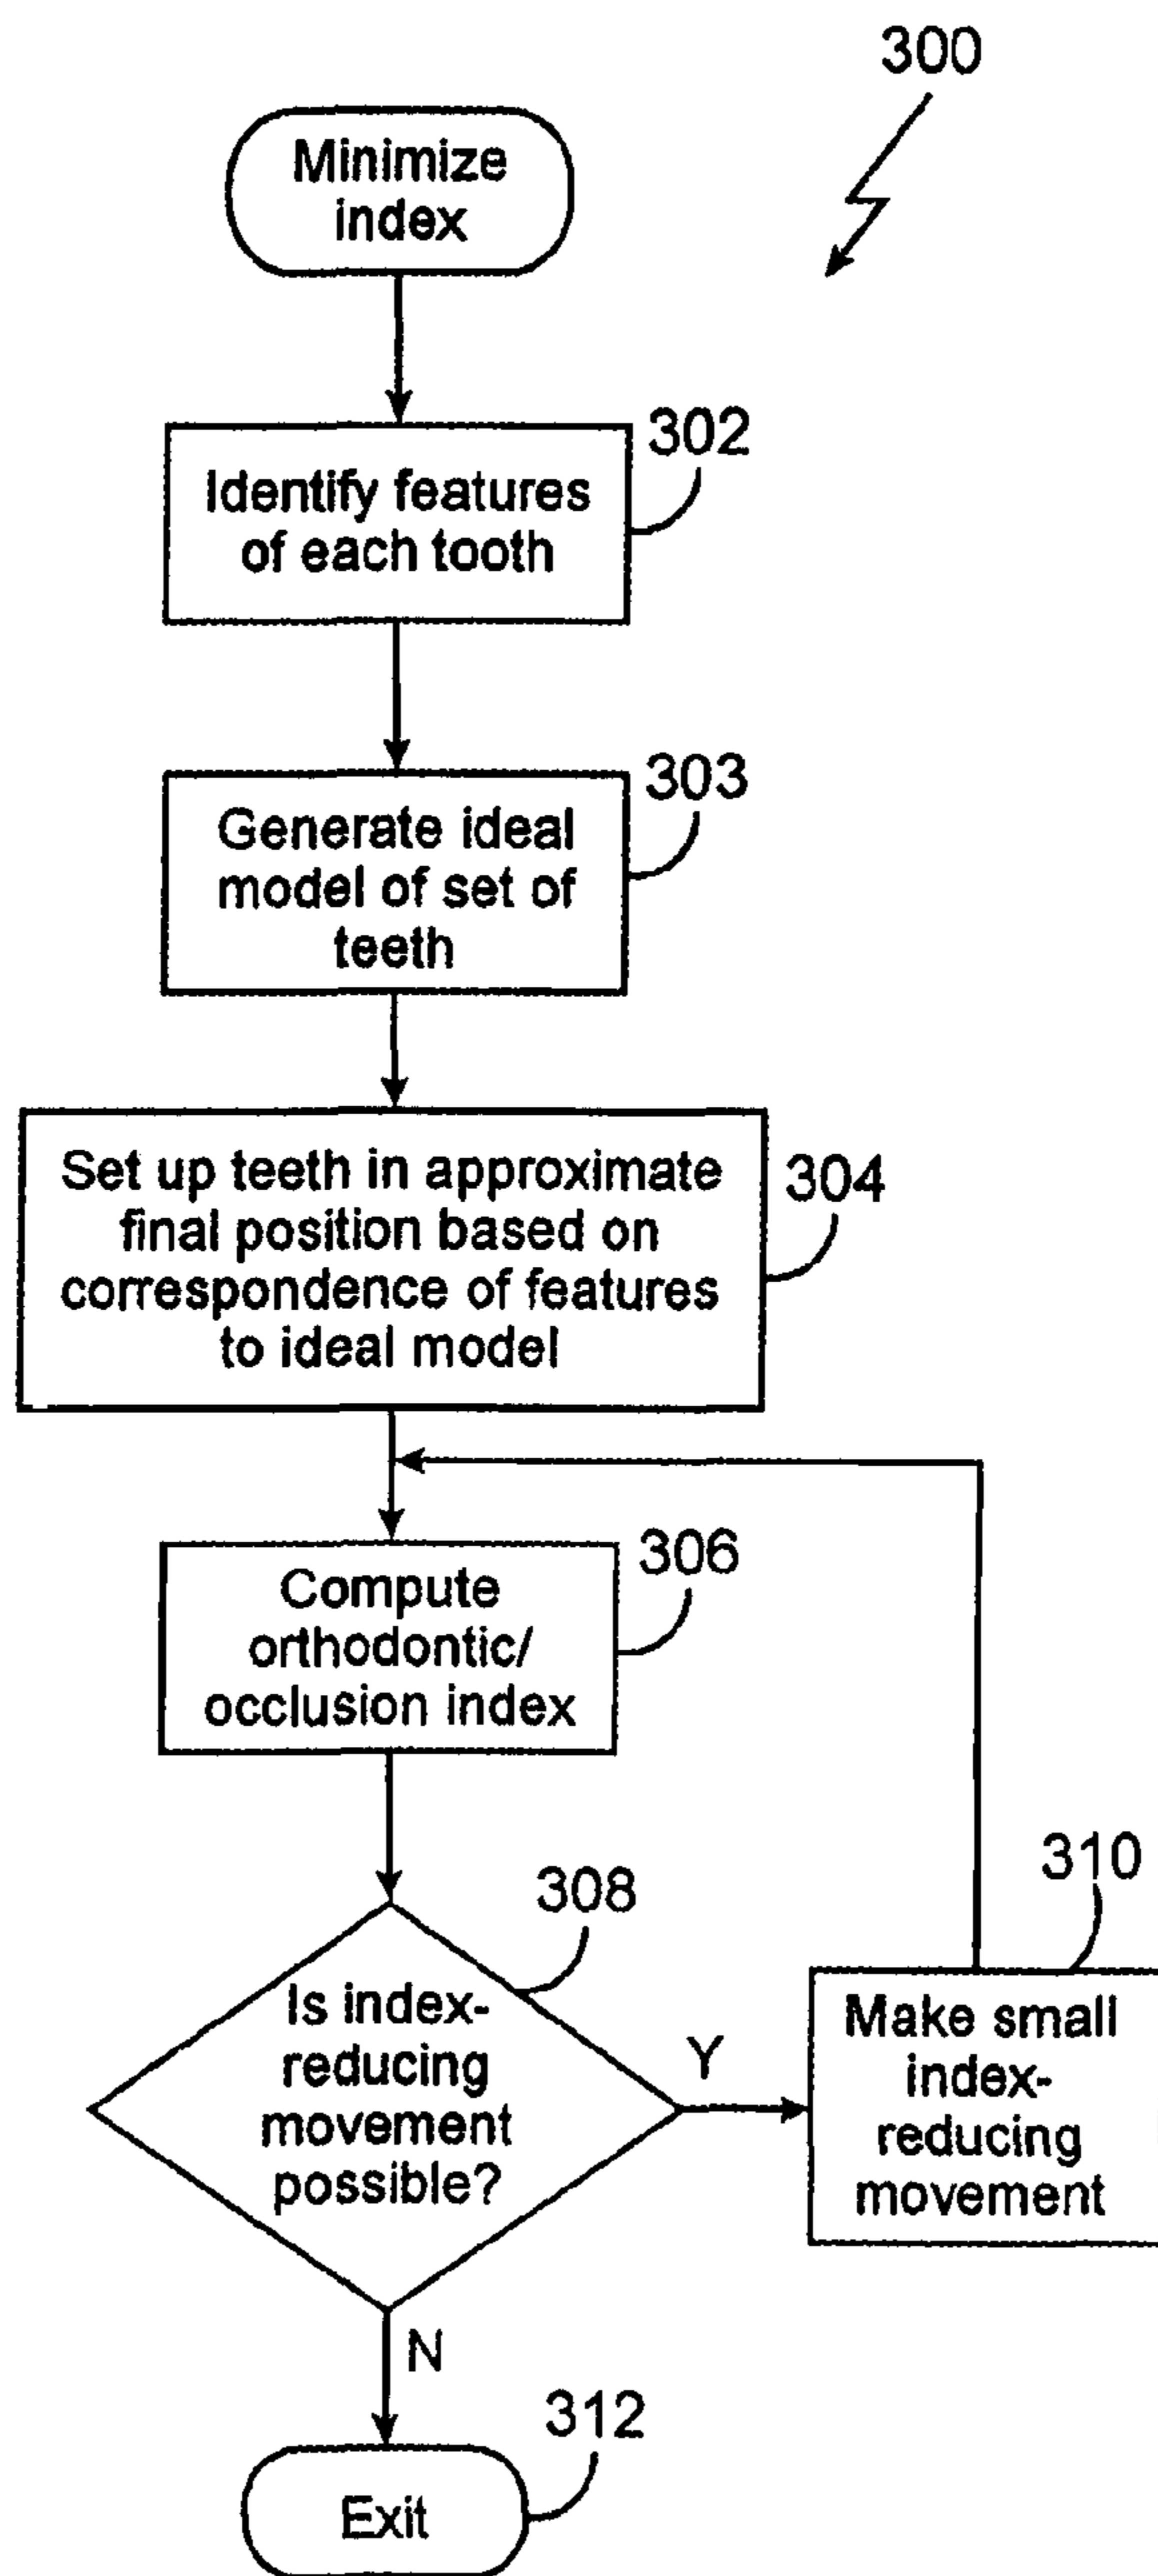 300
Minimize
index
302
Identify features
of each tooth
303
Generate ideal
model of set of
teeth
304
Set up teeth in approximate
final position based on
correspondence of features
to ideal model
306
Compute
orthodontic/
occlusion index
308
Is index-
reducing
movement
possible?
Y
310
Make small
index-
reducing
movement
N
312
Exit